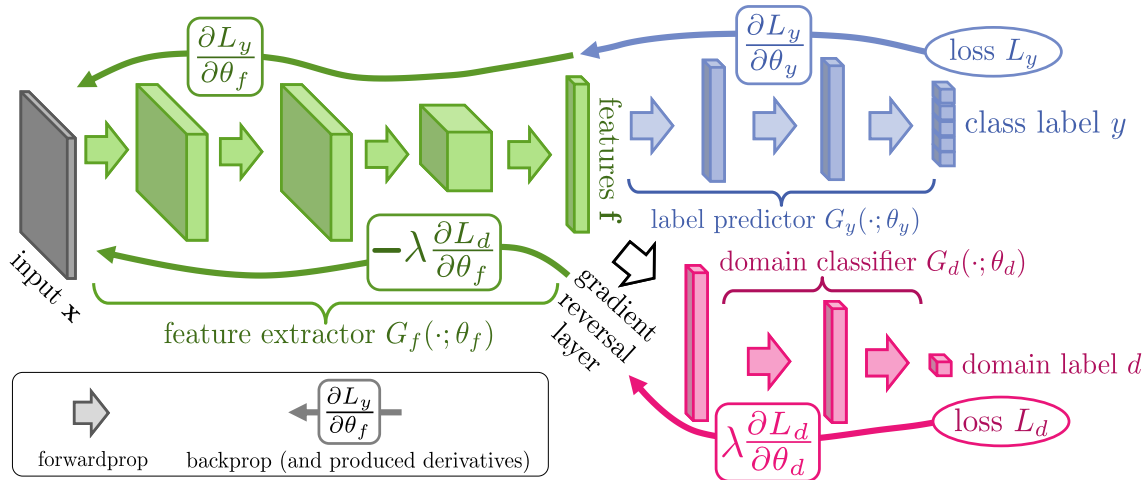 ∂L_y/∂θ_f
∂L_y/∂θ_y
loss L_y
features f
class label y
label predictor G_y(·;θ_y)
−λ ∂L_d/∂θ_f
input x
domain classifier G_d(·;θ_d)
gradient
reversal
layer
feature extractor G_f(·;θ_f)
domain label d
λ ∂L_d/∂θ_d
loss L_d
∂L_y/∂θ_f
forwardprop
backprop (and produced derivatives)